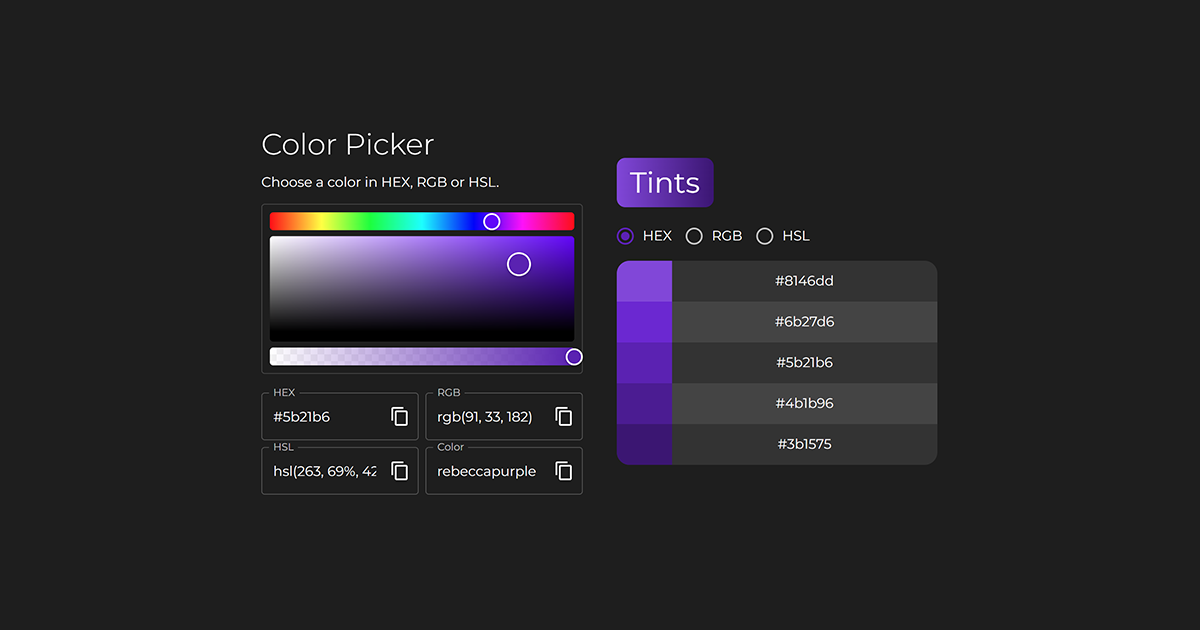 Color Picker
Choose a color in HEX, RGB or HSL.
HEX
#5b21b6
RGB
rgb(91, 33, 182)
HSL
hsl(263, 69%, 42
Color
rebeccapurple
Tints
HEX RGB HSL
#8146dd
#6b27d6
#5b21b6
#4b1b96
#3b1575